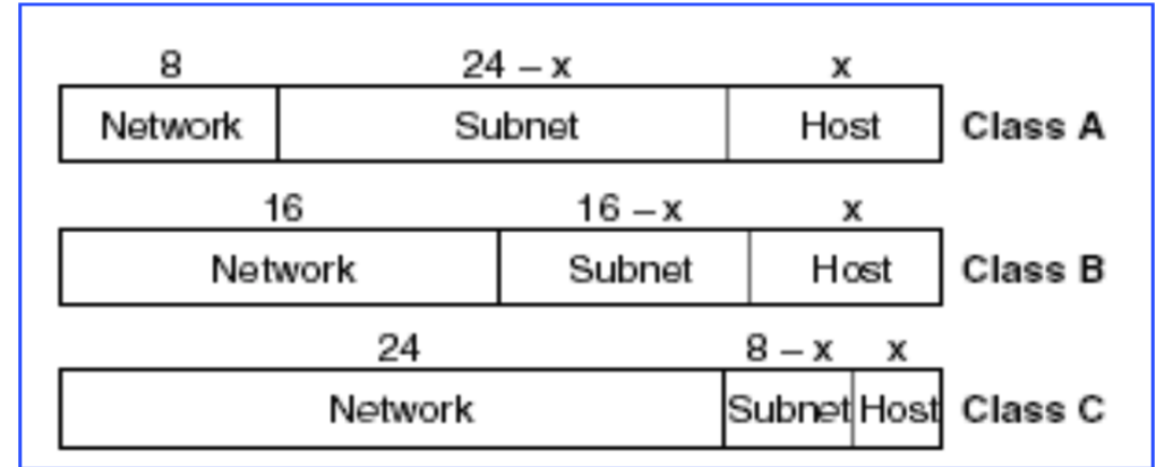 8 24 – x x
Network Subnet Host Class A
16 16 – x x
Network Subnet Host Class B
24 8 – x x
Network Subnet Host Class C